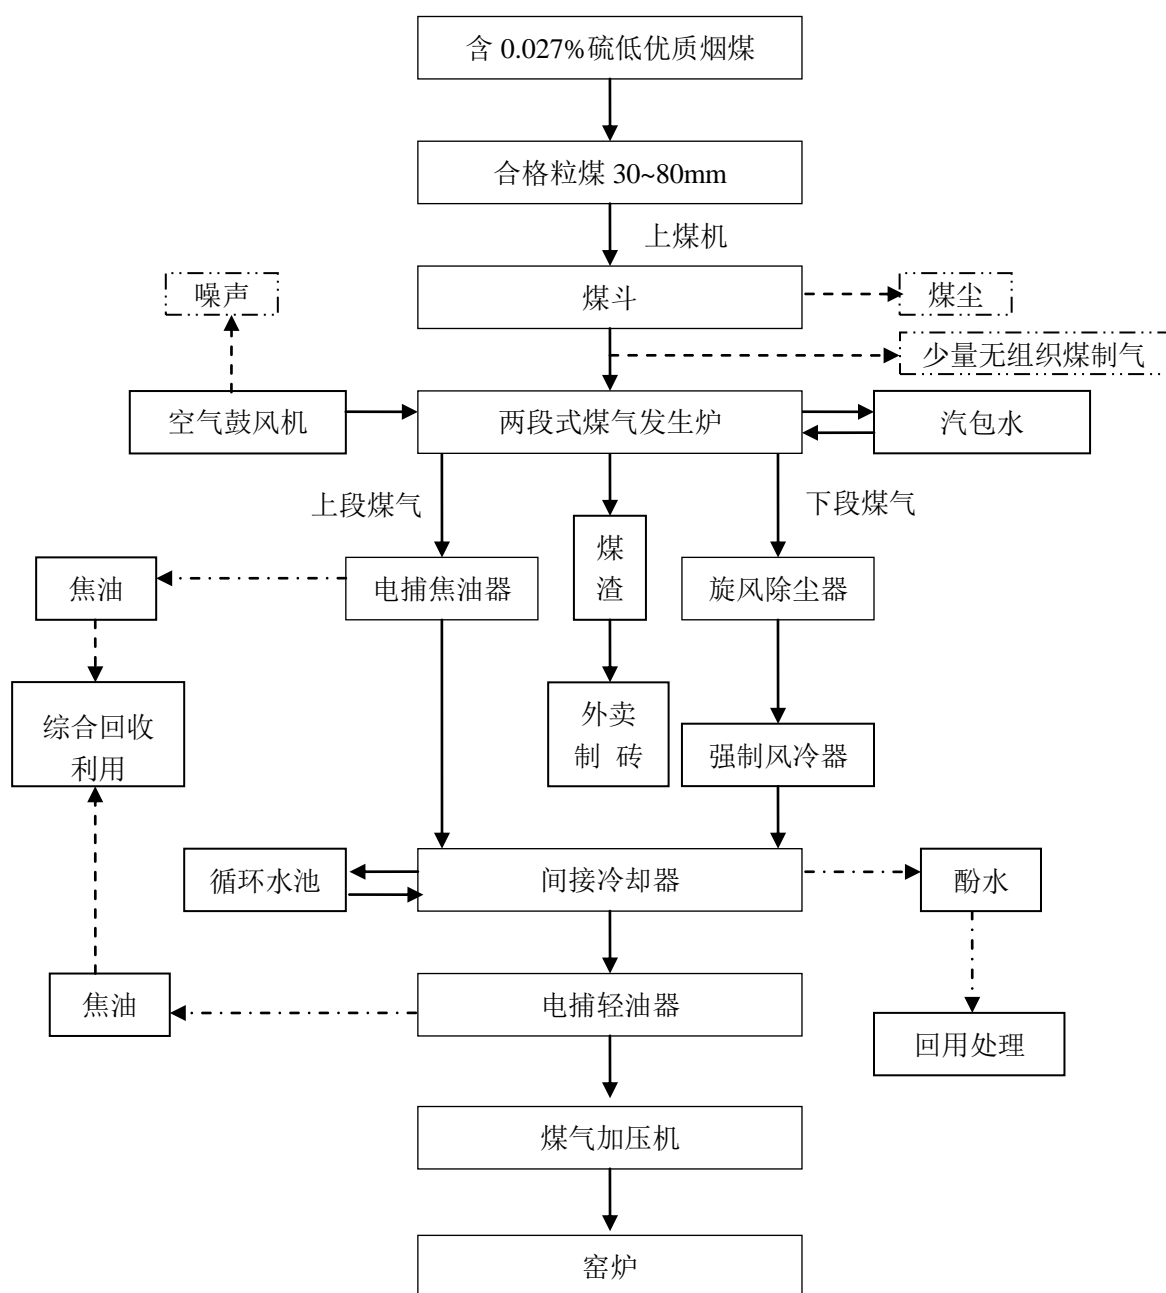 含 0.027%硫低优质烟煤
合格粒煤 30~80mm
上煤机
噪声
煤斗
煤尘
少量无组织煤制气
空气鼓风机
两段式煤气发生炉
汽包水
上段煤气
下段煤气
焦油
电捕焦油器
煤
渣
旋风除尘器
综合回收
利用
外卖
制 砖
强制风冷器
循环水池
间接冷却器
酚水
焦油
电捕轻油器
回用处理
煤气加压机
窑炉